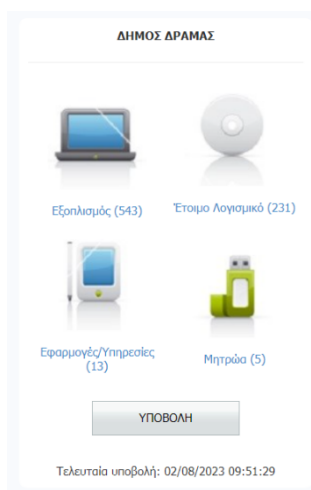 ΔΗΜΟΣ ΔΡΑΜΑΣ
Εξοπλισμός (543)
Έτοιμο Λογισμικό (231)
Εφαρμογές/Υπηρεσίες
(13)
Μητρώα (5)
ΥΠΟΒΟΛΗ
Τελευταία υποβολή: 02/08/2023 09:51:29